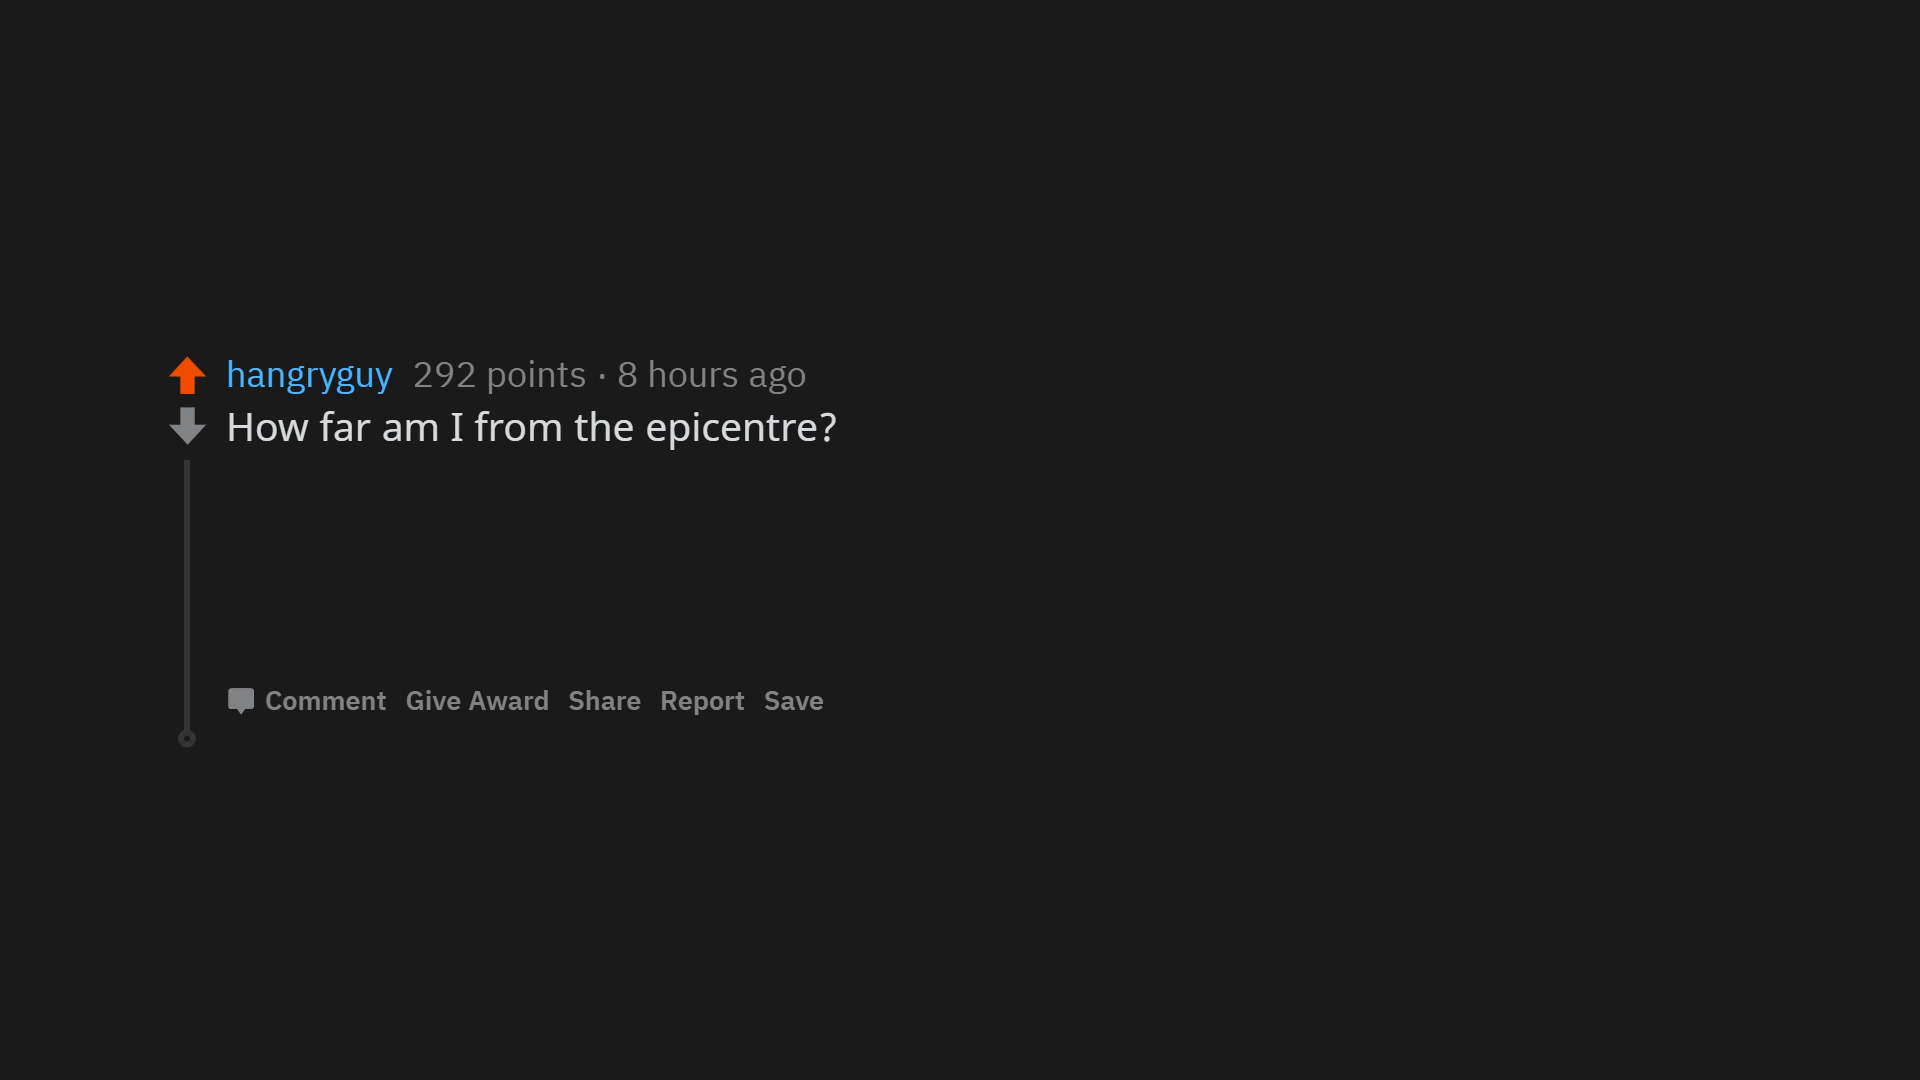 hangryguy 292 points · 8 hours ago
How far am I from the epicentre?
Comment Give Award Share Report Save